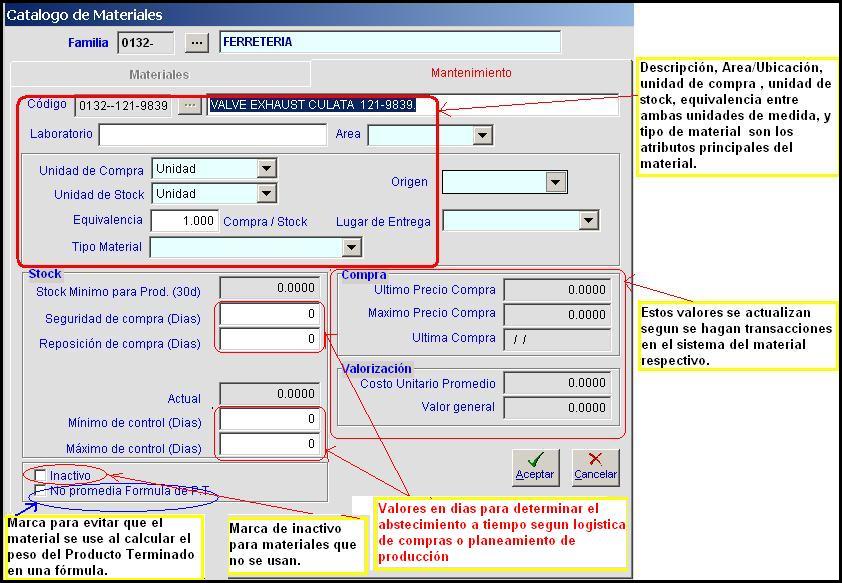 Catalogo de Materiales
Familia 0132- ... FERRETERIA
Materiales
Mantenimiento
Código 0132--121-9839 ... VALVE EXHAUST CULATA 121-9839.
Laboratorio Area
Unidad de Compra Unidad
Unidad de Stock Unidad
Origen
Equivalencia 1.000 Compra / Stock
Lugar de Entrega
Tipo Material
Descripción, Area/Ubicación,
unidad de compra , unidad de
stock, equivalencia entre
ambas unidades de medida, y
tipo de material son los
atributos principales del
material.
Stock
Stock Minimo para Prod. (30d) 0.0000
Seguridad de compra (Dias) 0
Reposición de compra (Dias) 0
Actual 0.0000
Mínimo de control (Dias) 0
Máximo de control (Dias) 0
Compra
Ultimo Precio Compra 0.0000
Maximo Precio Compra 0.0000
Ultima Compra / /
Valorización
Costo Unitario Promedio 0.0000
Valor general 0.0000
Estos valores se actualizan
segun se hagan transacciones
en el sistema del material
respectivo.
Inactivo
No promedia Formula de P.T.
Aceptar
Cancelar
Marca para evitar que el
material se use al calcular el
peso del Producto Terminado
en una fórmula.
Marca de inactivo
para materiales que
no se usan.
Valores en dias para determinar el
abastecimiento a tiempo segun logistica
de compras o planeamiento de
producción